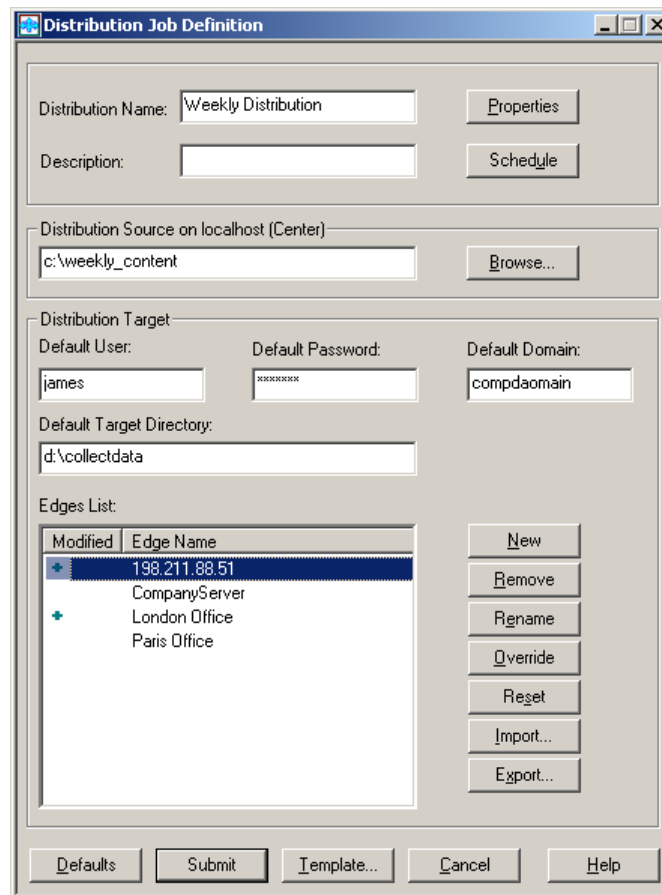 Distribution Job Definition
Distribution Name: Weekly Distribution Properties
Description: Schedule
Distribution Source on localhost (Center)
c:\weekly_content Browse...
Distribution Target
Default User: Default Password: Default Domain:
james ******* compdaomain
Default Target Directory:
d:\collectdata
Edges List:
Modified Edge Name
198.211.88.51
CompanyServer
London Office
Paris Office
New
Remove
Rename
Override
Reset
Import...
Export...
Defaults Submit Template... Cancel Help